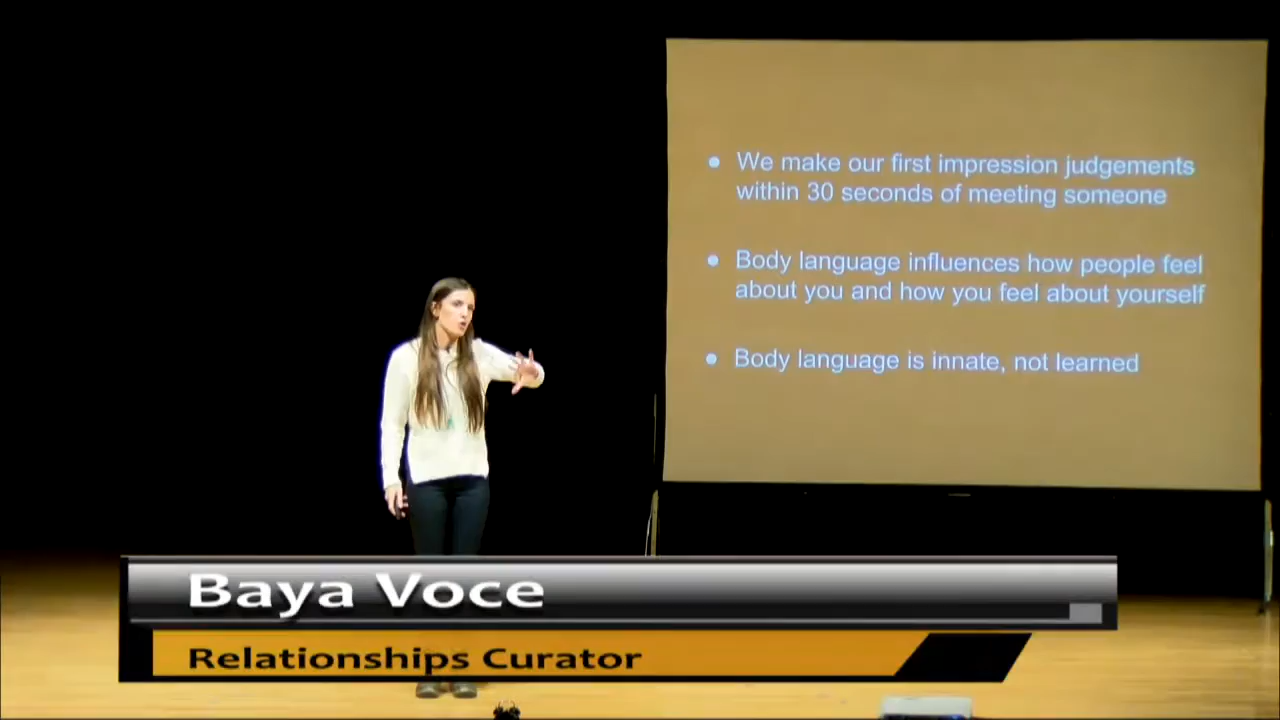 • We make our first impression judgements
within 30 seconds of meeting someone
• Body language influences how people feel
about you and how you feel about yourself
• Body language is innate, not learned
Baya Voce
Relationships Curator